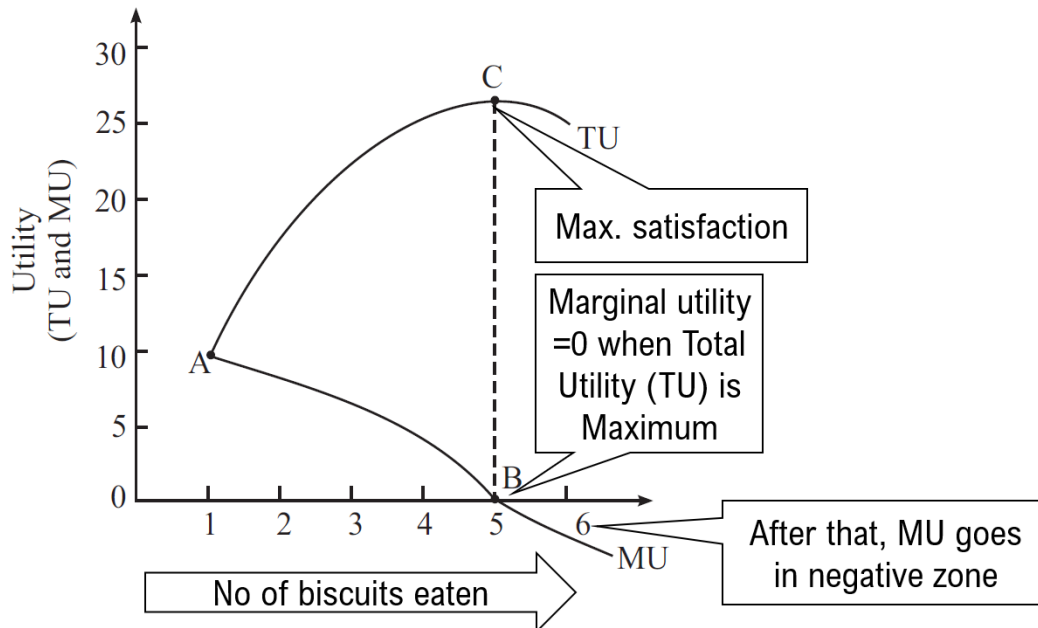 30
25
20
15
10
5
0
Utility
(TU and MU)
C
TU
Max. satisfaction
Marginal utility
=0 when Total
Utility (TU) is
Maximum
A
B
1 2 3 4 5 6
MU
After that, MU goes
in negative zone
No of biscuits eaten